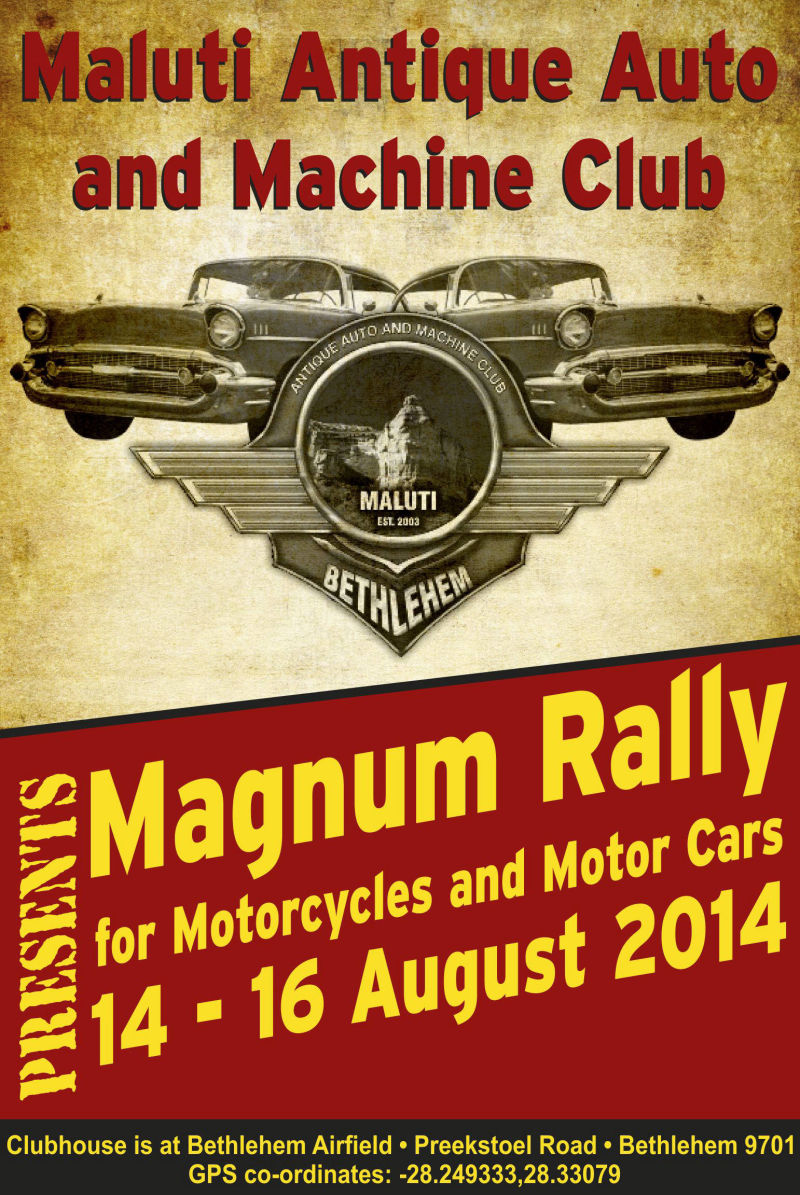 Maluti Antique Auto
and Machine Club
ANTIQUE AUTO AND MACHINE CLUB
MALUTI
EST. 2003
BETHLEHEM
PRESENTS
Magnum Rally
for Motorcycles and Motor Cars
14 - 16 August 2014
Clubhouse is at Bethlehem Airfield • Preekstoel Road • Bethlehem 9701
GPS co-ordinates: -28.249333,28.33079